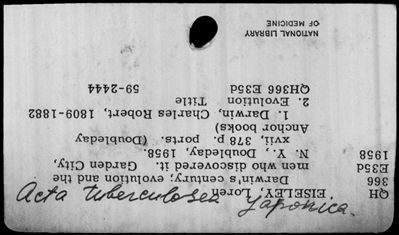 Acta tuberculosea Japonica.
QH
366
E35d
1958
EISELEY, Loren
Darwin's century; evolution and the
men who discovered it. Garden City,
N. Y., Doubleday, 1958.
xvii, 378 p. ports. (Doubleday
Anchor books)
1. Darwin, Charles Robert, 1809-1882
2. Evolution Title
QH366 E35d 59-2444
NATIONAL LIBRARY
OF MEDICINE